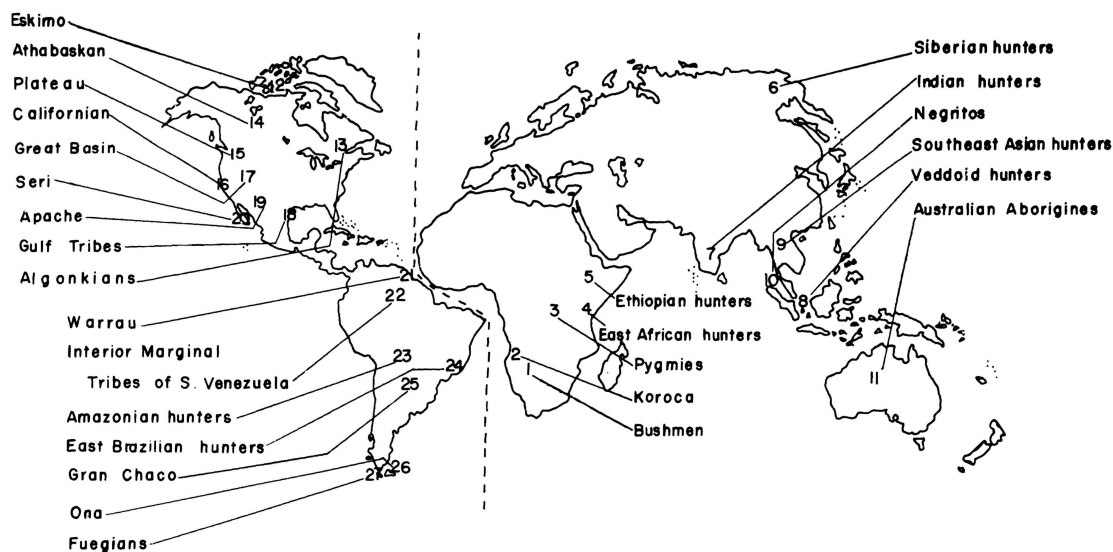 Eskimo
Athabaskan
Plateau
Californian
Great Basin
Seri
Apache
Gulf Tribes
Algonkians
Warrau
Interior Marginal
Tribes of S. Venezuela
Amazonian hunters
East Brazilian hunters
Gran Chaco
Ona
Fuegians
12
14
13
15
16
17
19
18
22
23
24
25
26
27
Siberian hunters
Indian hunters
Negritos
Southeast Asian hunters
Veddoid hunters
Australian Aborigines
6
9
10
8
11
5
Ethiopian hunters
4
3
East African hunters
Pygmies
2
Koroca
1
Bushmen